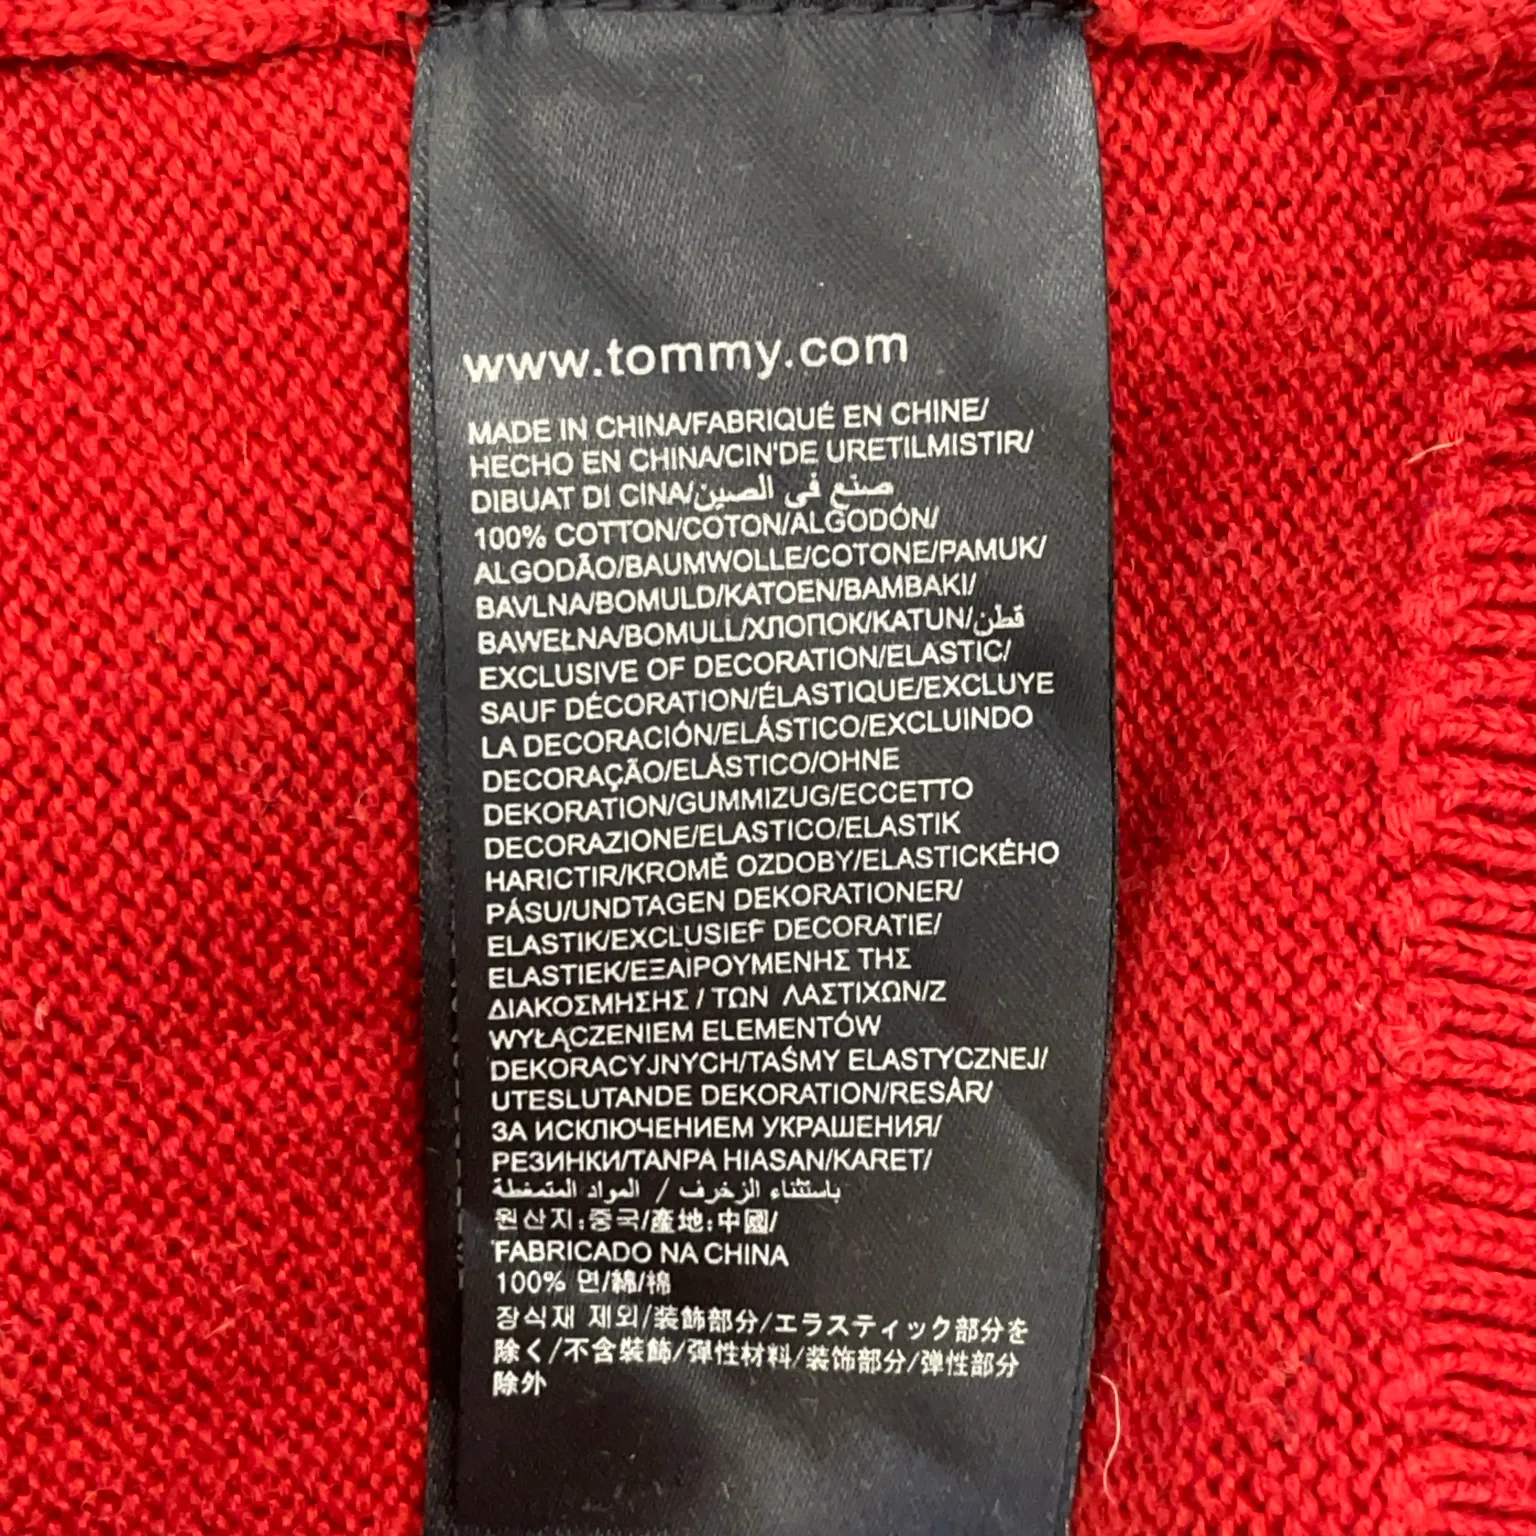 www.tommy.com
MADE IN CHINA/FABRIQUÉ EN CHINE/
HECHO EN CHINA/CIN'DE URETILMISTIR/
DIBUAT DI CINA/صنع في الصين
100% COTTON/COTON/ALGODÓN/
ALGODÃO/BAUMWOLLE/COTONE/PAMUK/
BAVLNA/BOMULD/KATOEN/BAMBAKI/
BAWEŁNA/BOMULL/ХЛОПОК/KATUN/قطن
EXCLUSIVE OF DECORATION/ELASTIC/
SAUF DÉCORATION/ÉLASTIQUE/EXCLUYE
LA DECORACIÓN/ELÁSTICO/EXCLUINDO
DECORAÇÃO/ELÁSTICO/OHNE
DEKORATION/GUMMIZUG/ECCETTO
DECORAZIONE/ELASTICO/ELASTIK
HARICTIR/KROMĚ OZDOBY/ELASTICKÉHO
PÁSU/UNDTAGEN DEKORATIONER/
ELASTIK/EXCLUSIEF DECORATIE/
ELASTIEK/ΕΞΑΙΡΟΥΜΕΝΗΣ ΤΗΣ
ΔΙΑΚΟΣΜΗΣΗΣ / ΤΩΝ ΛΑΣΤΙΧΩΝ/Z
WYŁĄCZENIEM ELEMENTÓW
DEKORACYJNYCH/TAŚMY ELASTYCZNEJ/
UTESLUTANDE DEKORATION/RESÅR/
ЗА ИСКЛЮЧЕНИЕМ УКРАШЕНИЯ/
РЕЗИНКИ/TANPA HIASAN/KARET/
باستثناء الزخرف / المواد المتمغطة
원산지:중국/產地:中國/
FABRICADO NA CHINA
100% 면/綿/棉
장식재 제외/装飾部分/エラスティック部分を
除く/不含裝飾/彈性材料/装饰部分/弹性部分
除外